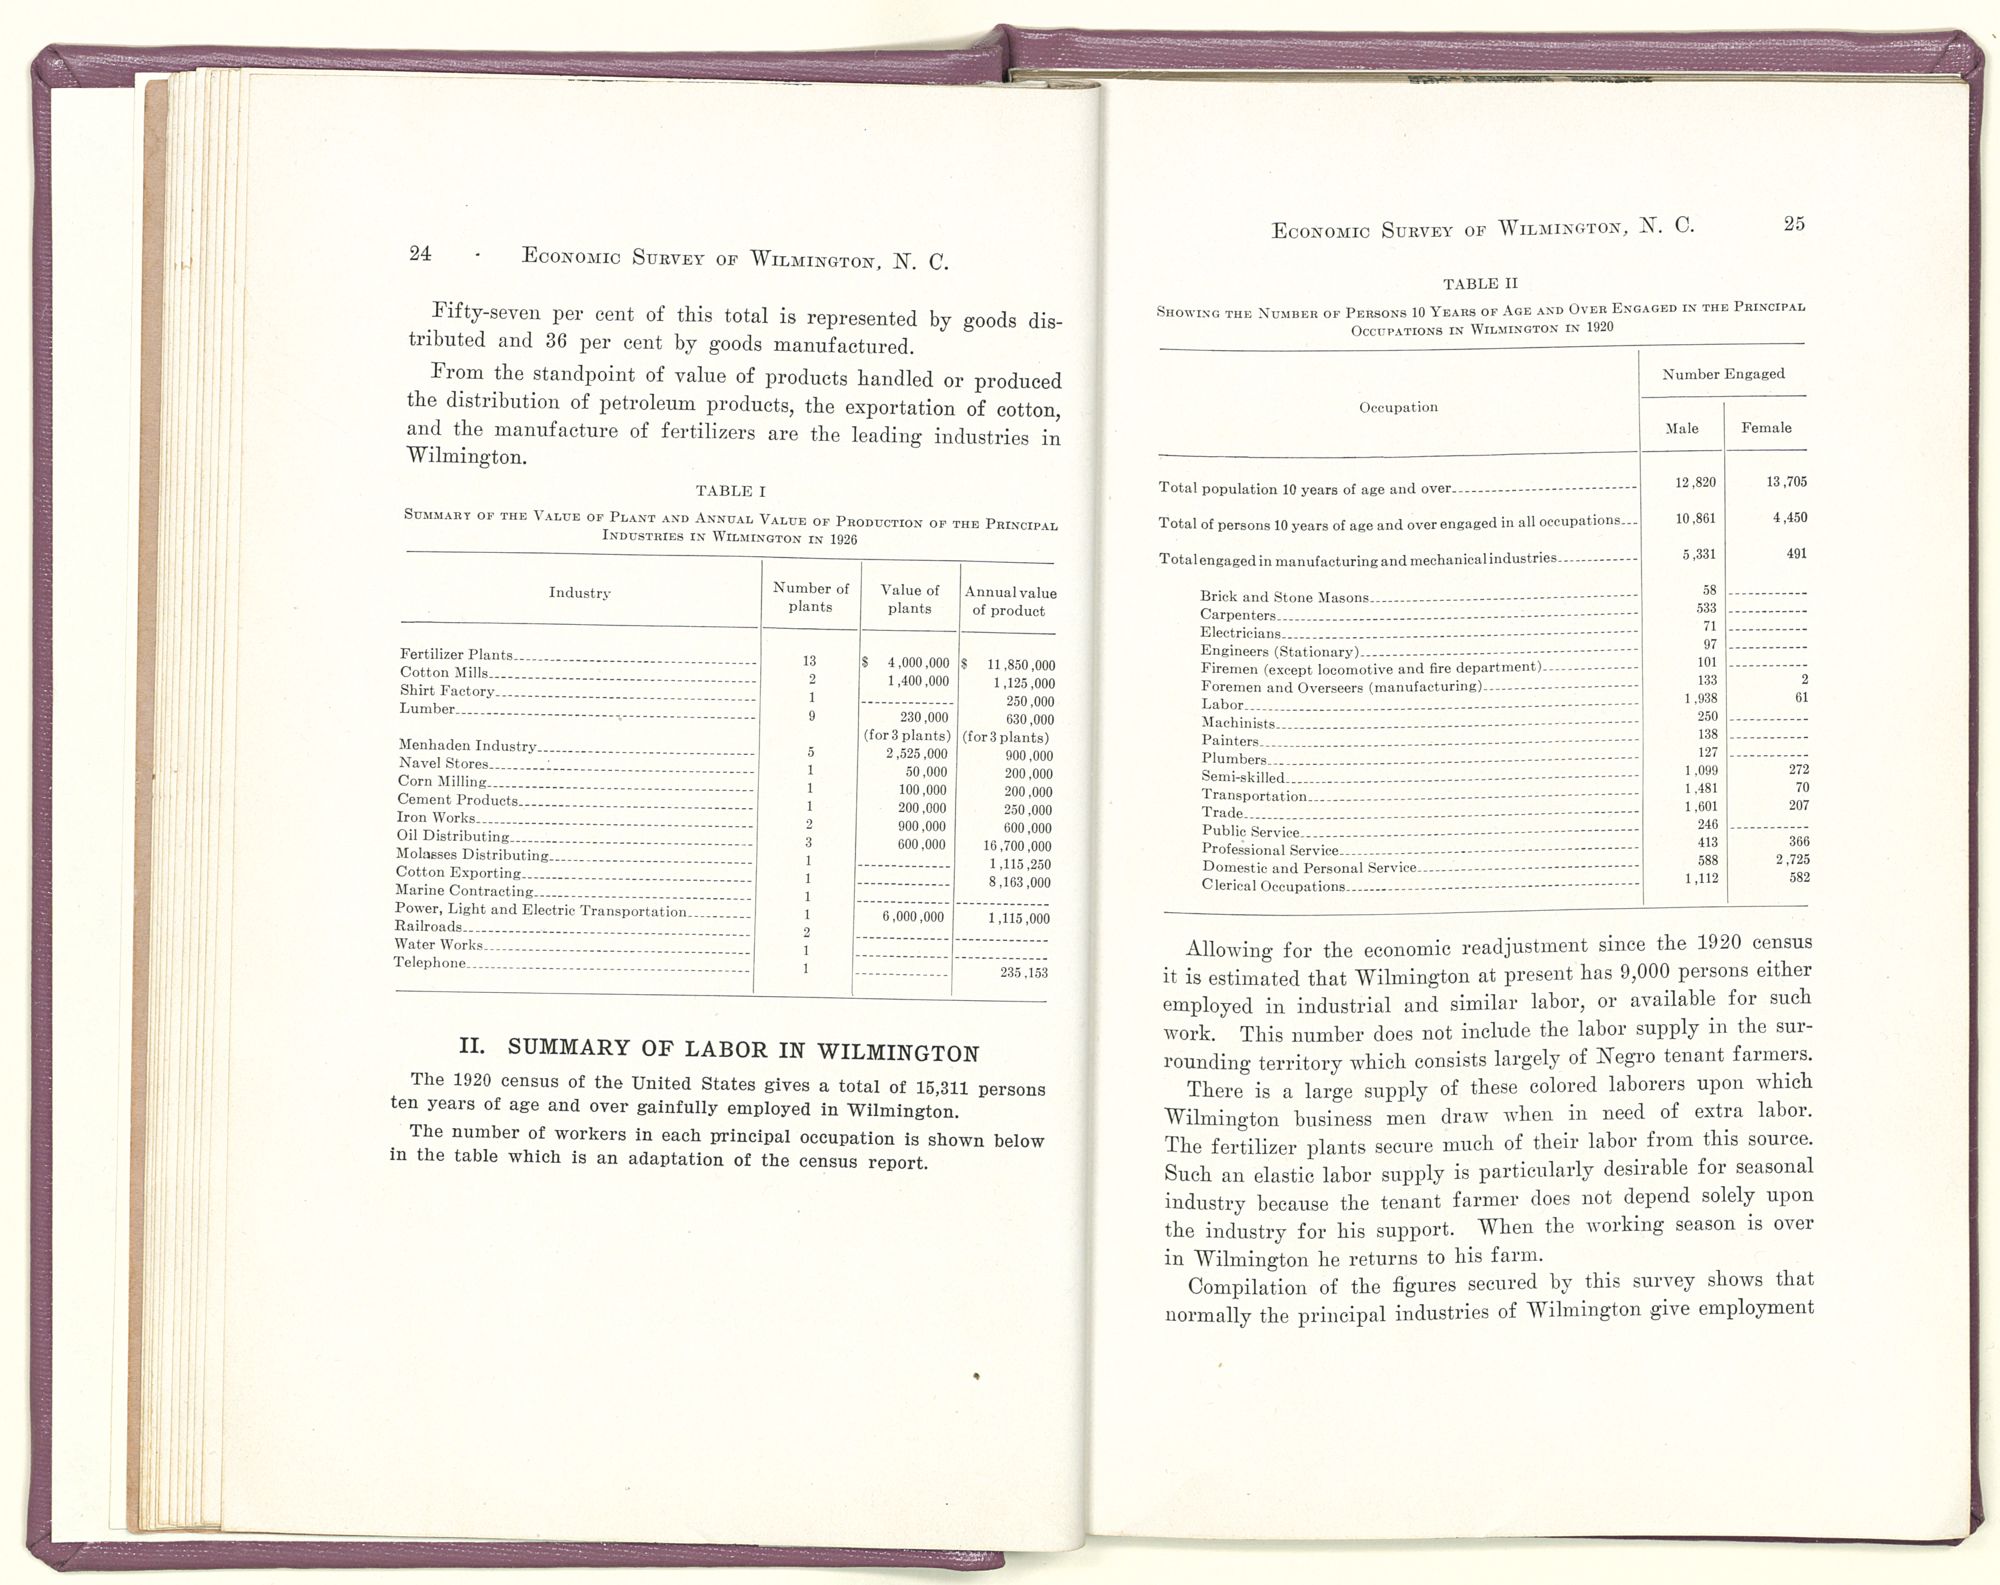 24 ECONOMIC SURVEY OF WILMINGTON, N. C.
Fifty-seven per cent of this total is represented by goods dis-
tributed and 36 per cent by goods manufactured.
From the standpoint of value of products handled or produced
the distribution of petroleum products, the exportation of cotton,
and the manufacture of fertilizers are the leading industries in
Wilmington.
TABLE I
SUMMARY OF THE VALUE OF PLANT AND ANNUAL VALUE OF PRODUCTION OF THE PRINCIPAL
INDUSTRIES IN WILMINGTON IN 1926
Industry | Number of plants | Value of plants | Annual value of product
Fertilizer Plants 13 $ 4,000,000 $ 11,850,000
Cotton Mills 2 1,400,000 1,125,000
Shirt Factory 1 ---------- 250,000
Lumber 9 230,000 630,000
(for 3 plants) (for 3 plants)
Menhaden Industry 5 2,525,000 900,000
Navel Stores 1 50,000 200,000
Corn Milling 1 100,000 200,000
Cement Products 1 200,000 250,000
Iron Works 2 900,000 600,000
Oil Distributing 3 600,000 16,700,000
Molasses Distributing 1 ---------- 1,115,250
Cotton Exporting 1 ---------- 8,163,000
Marine Contracting 1 ---------- ----------
Power, Light and Electric Transportation 1 6,000,000 1,115,000
Railroads 2 ---------- ----------
Water Works 1 ---------- ----------
Telephone 1 ---------- 235,153
II. SUMMARY OF LABOR IN WILMINGTON
The 1920 census of the United States gives a total of 15,311 persons
ten years of age and over gainfully employed in Wilmington.
The number of workers in each principal occupation is shown below
in the table which is an adaptation of the census report.
ECONOMIC SURVEY OF WILMINGTON, N. C. 25
TABLE II
SHOWING THE NUMBER OF PERSONS 10 YEARS OF AGE AND OVER ENGAGED IN THE PRINCIPAL
OCCUPATIONS IN WILMINGTON IN 1920
Occupation | Number Engaged
Male | Female
Total population 10 years of age and over 12,820 13,705
Total of persons 10 years of age and over engaged in all occupations 10,861 4,450
Total engaged in manufacturing and mechanical industries 5,331 491
Brick and Stone Masons 58 ----------
Carpenters 533 ----------
Electricians 71 ----------
Engineers (Stationary) 97 ----------
Firemen (except locomotive and fire department) 101 ----------
Foremen and Overseers (manufacturing) 133 2
Labor 1,938 61
Machinists 250 ----------
Painters 138 ----------
Plumbers 127 ----------
Semi-skilled 1,099 272
Transportation 1,481 70
Trade 1,601 207
Public Service 246 ----------
Professional Service 413 366
Domestic and Personal Service 588 2,725
Clerical Occupations 1,112 582
Allowing for the economic readjustment since the 1920 census
it is estimated that Wilmington at present has 9,000 persons either
employed in industrial and similar labor, or available for such
work. This number does not include the labor supply in the sur-
rounding territory which consists largely of Negro tenant farmers.
There is a large supply of these colored laborers upon which
Wilmington business men draw when in need of extra labor.
The fertilizer plants secure much of their labor from this source.
Such an elastic labor supply is particularly desirable for seasonal
industry because the tenant farmer does not depend solely upon
the industry for his support. When the working season is over
in Wilmington he returns to his farm.
Compilation of the figures secured by this survey shows that
normally the principal industries of Wilmington give employment